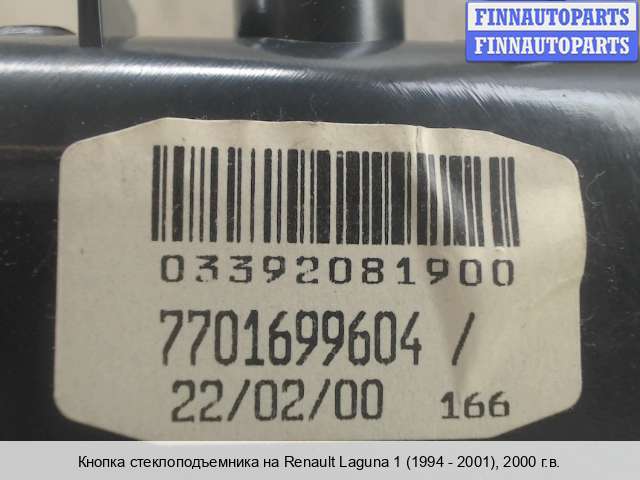 FINNAUTOPARTS
FINNAUTOPARTS
03392081900
7701699604 /
22/02/00 166
Кнопка стеклоподъемника на Renault Laguna 1 (1994 - 2001), 2000 г.в.